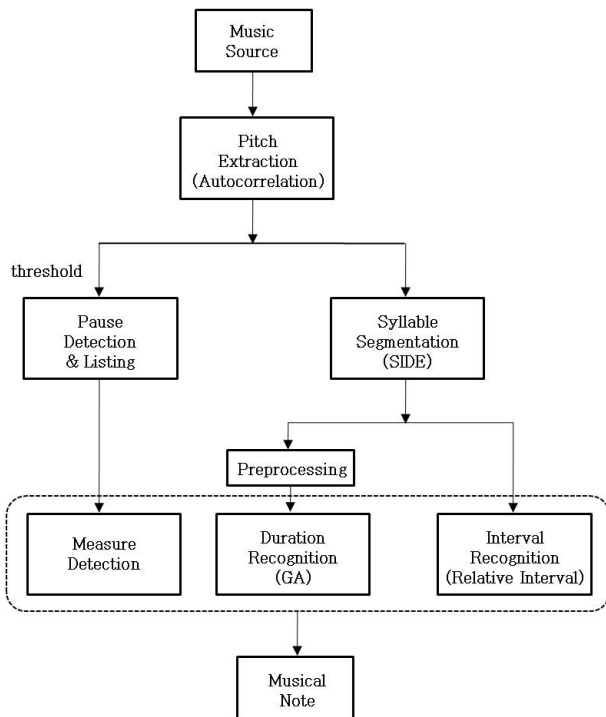 Music
Source
Pitch
Extraction
(Autocorrelation)
threshold
Pause
Detection
& Listing
Syllable
Segmentation
(SIDE)
Preprocessing
Measure
Detection
Duration
Recognition
(GA)
Interval
Recognition
(Relative Interval)
Musical
Note